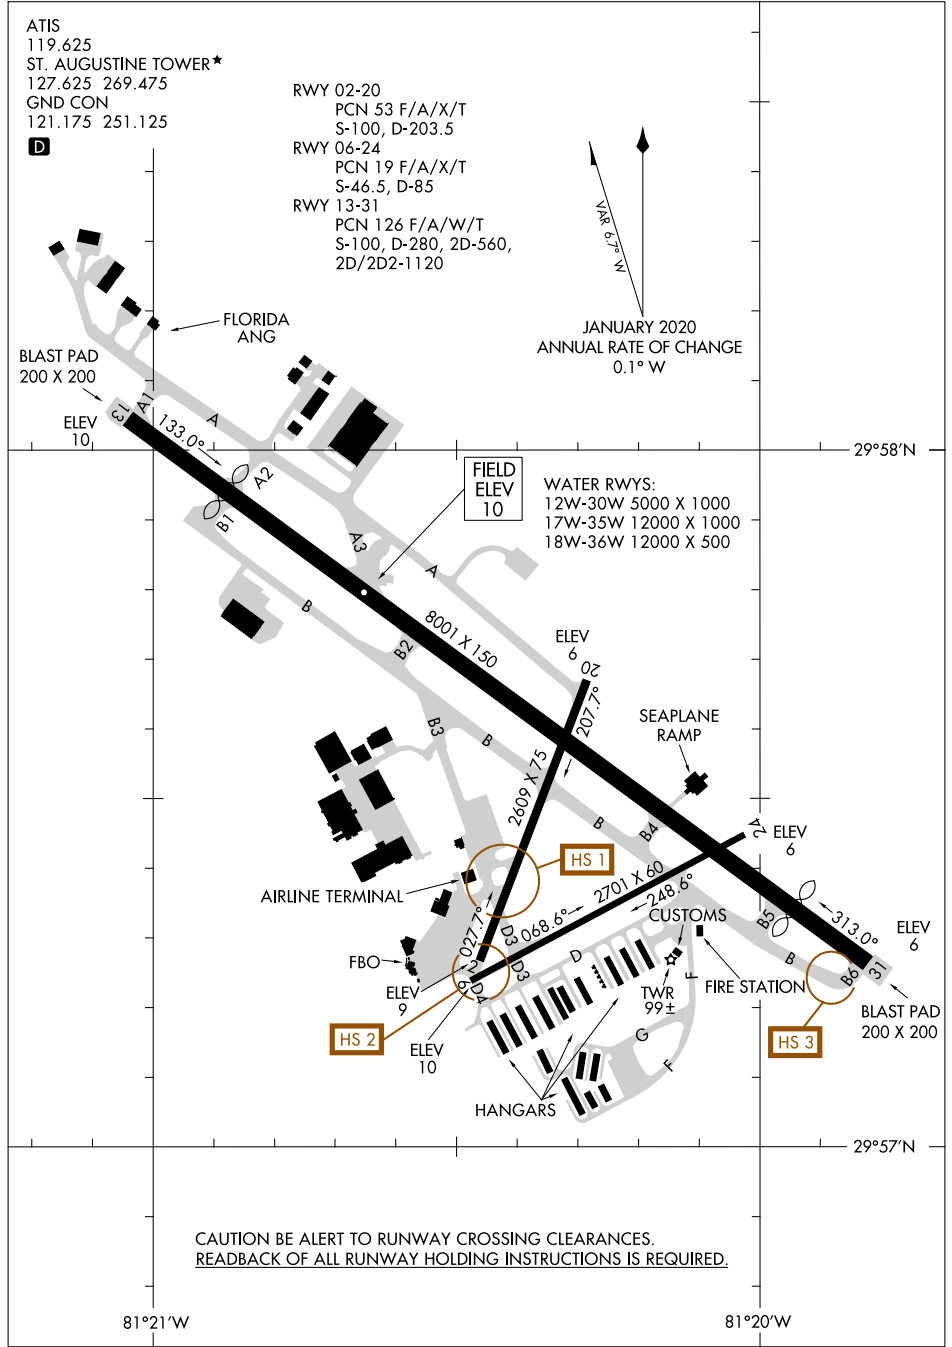 ATIS
119.625
ST. AUGUSTINE TOWER★
127.625 269.475
GND CON
121.175 251.125
D
RWY 02-20
PCN 53 F/A/X/T
S-100, D-203.5
RWY 06-24
PCN 19 F/A/X/T
S-46.5, D-85
RWY 13-31
PCN 126 F/A/W/T
S-100, D-280, 2D-560,
2D/2D2-1120
VAR 6.7° W
JANUARY 2020
ANNUAL RATE OF CHANGE
0.1° W
FLORIDA
ANG
BLAST PAD
200 X 200
ELEV
10
13
A1
A
133.0°
A2
B1
29°58'N
FIELD
ELEV
10
WATER RWYS:
12W-30W 5000 X 1000
17W-35W 12000 X 1000
18W-36W 12000 X 500
A3
A
B
B2
8001 X 150
ELEV
6
20
207.7°
SEAPLANE
RAMP
B3
B
2609 X 75
B
B4
24
ELEV
6
HS 1
AIRLINE TERMINAL
2701 X 60
248.6°
068.6°
027.7°
CUSTOMS
B5
313.0°
ELEV
6
D3
D3
D
FBO
2
6
D4
ELEV
9
TWR
99±
F
FIRE STATION
B
B6
31
BLAST PAD
200 X 200
HS 2
ELEV
10
HS 3
G
F
HANGARS
29°57'N
CAUTION BE ALERT TO RUNWAY CROSSING CLEARANCES.
READBACK OF ALL RUNWAY HOLDING INSTRUCTIONS IS REQUIRED.
81°21'W
81°20'W